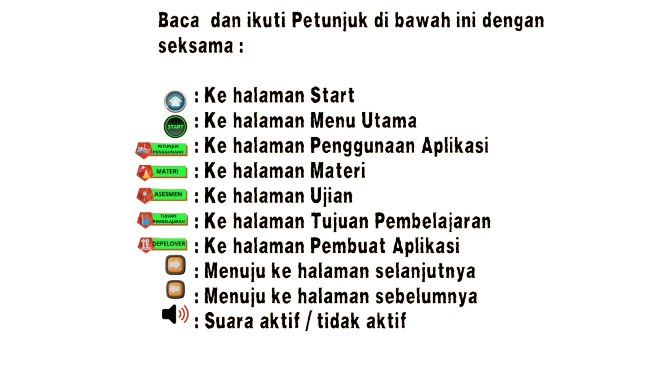 Baca dan ikuti Petunjuk di bawah ini dengan
seksama :
: Ke halaman Start
START : Ke halaman Menu Utama
PETUNJUK PENGGUNAAN : Ke halaman Penggunaan Aplikasi
MATERI : Ke halaman Materi
ASESMEN : Ke halaman Ujian
TUJUAN PEMBELAJARAN : Ke halaman Tujuan Pembelajaran
DEPELOVER : Ke halaman Pembuat Aplikasi
: Menuju ke halaman selanjutnya
: Menuju ke halaman sebelumnya
: Suara aktif / tidak aktif